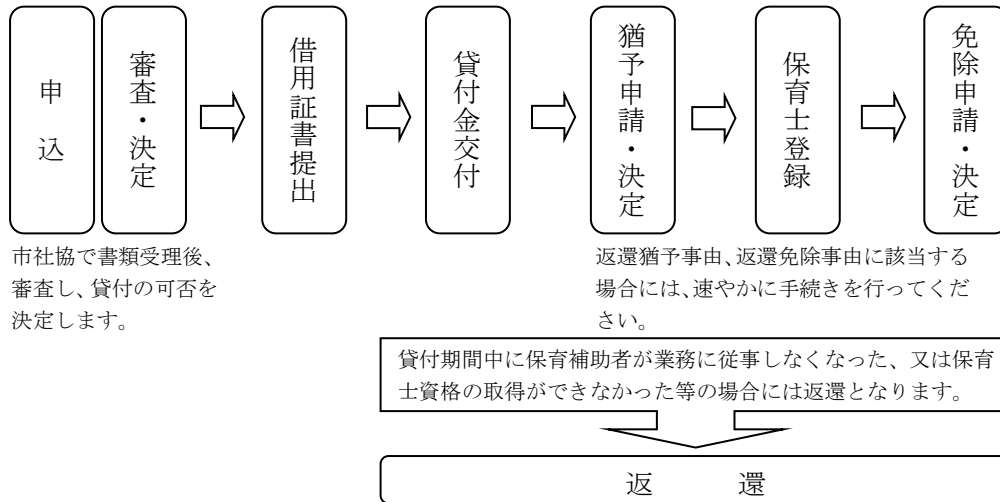 申込
審査・決定
借用証書提出
貸付金交付
猶予申請・決定
保育士登録
免除申請・決定
市社協で書類受理後、
審査し、貸付の可否を
決定します。
返還猶予事由、返還免除事由に該当する
場合には、速やかに手続きを行ってくだ
さい。
貸付期間中に保育補助者が業務に従事しなくなった、又は保育
士資格の取得ができなかった等の場合には返還となります。
返　還